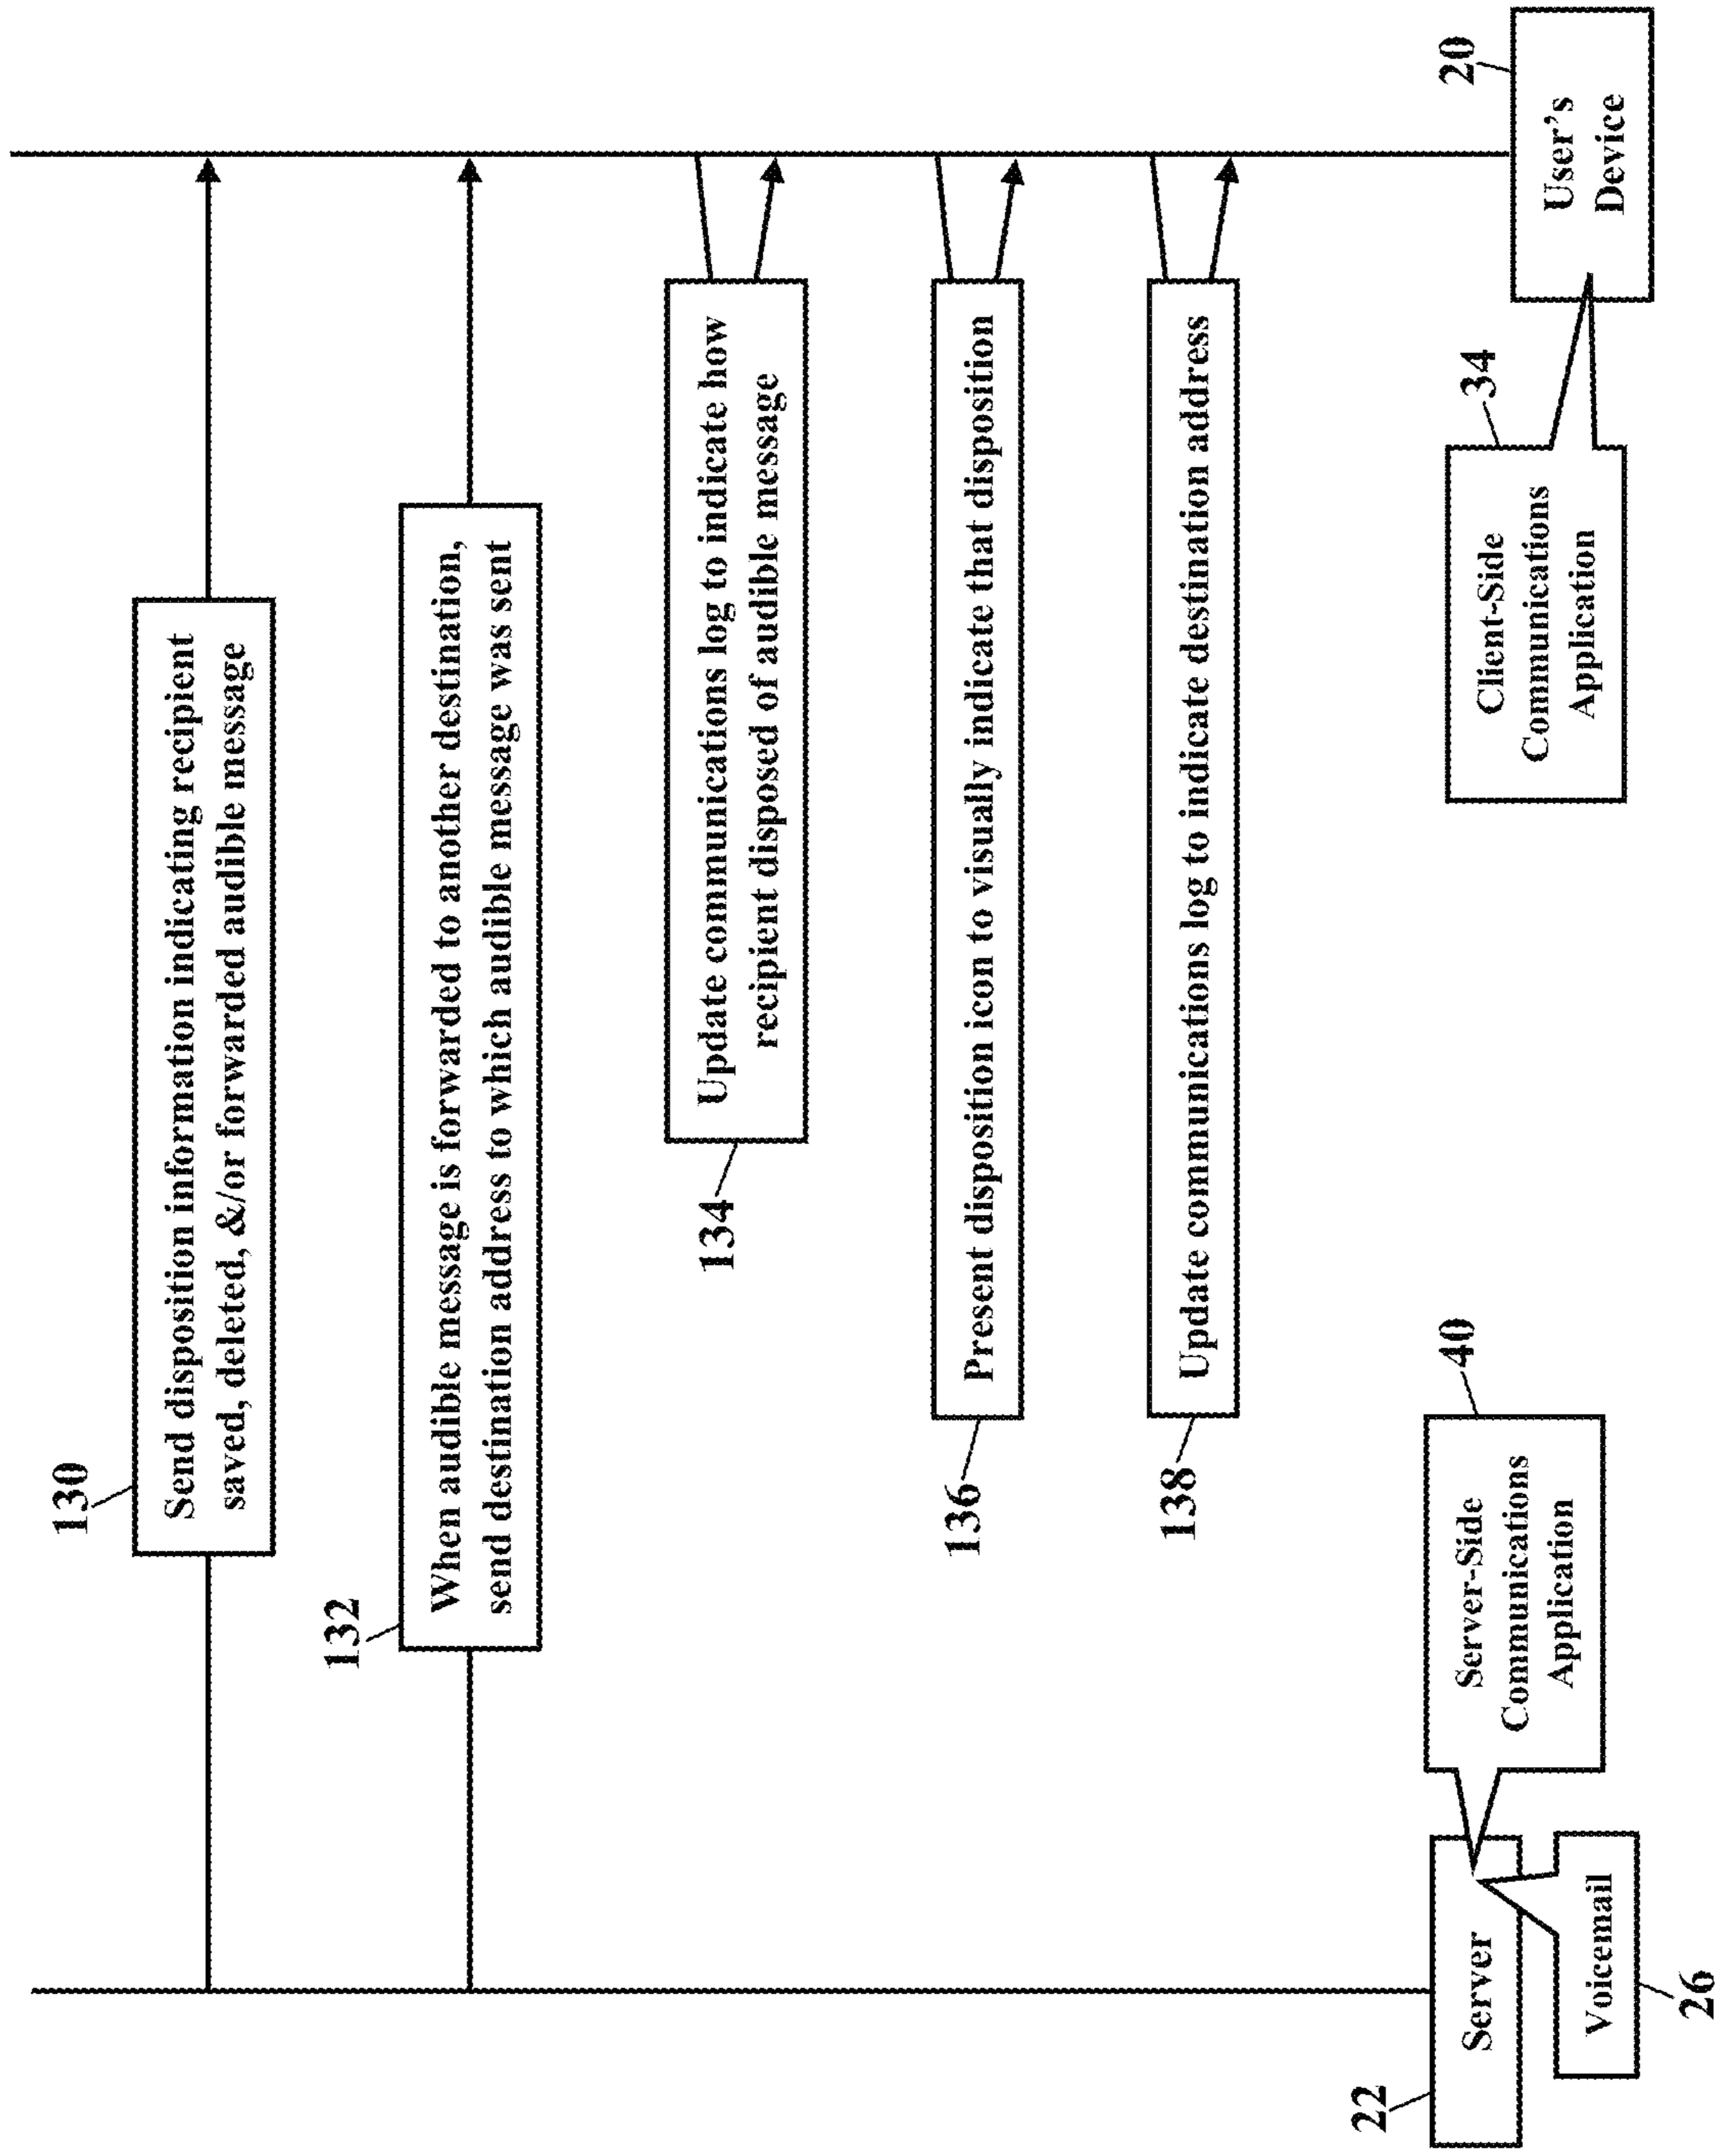 130
Send disposition information indicating recipient
saved, deleted, &/or forwarded audible message
132
When audible message is forwarded to another destination,
send destination address to which audible message was sent
134
Update communications log to indicate how
recipient disposed of audible message
136
Present disposition icon to visually indicate that disposition
138
Update communications log to indicate destination address
22
Server
Voicemail
26
40
Server-Side
Communications
Application
34
Client-Side
Communications
Application
20
User's
Device